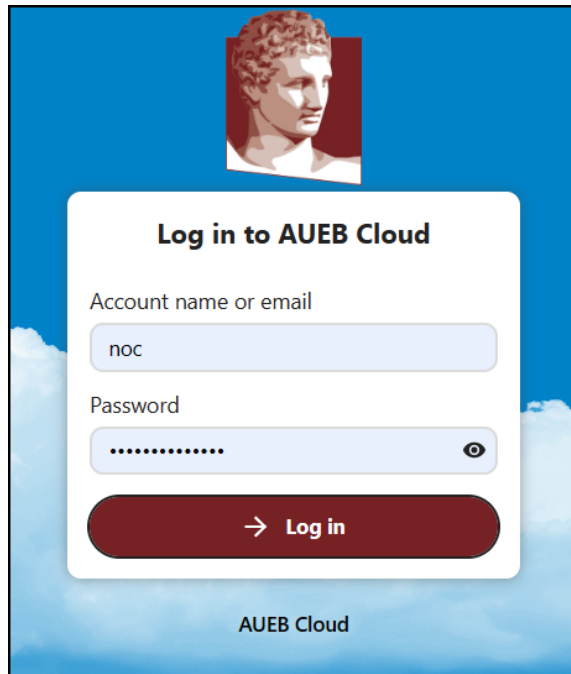 Log in to AUEB Cloud
Account name or email
noc
Password
••••••••••••••
Log in
AUEB Cloud